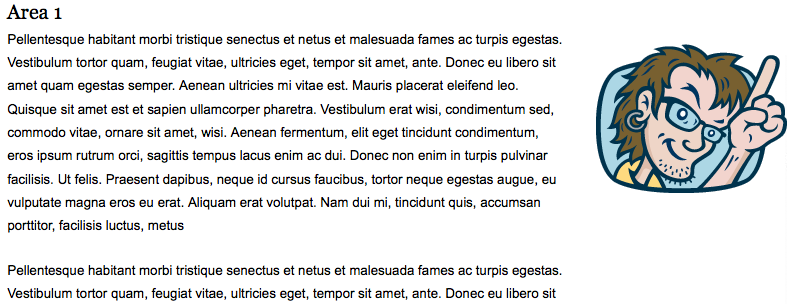 Area 1
Pellentesque habitant morbi tristique senectus et netus et malesuada fames ac turpis egestas.
Vestibulum tortor quam, feugiat vitae, ultricies eget, tempor sit amet, ante. Donec eu libero sit
amet quam egestas semper. Aenean ultricies mi vitae est. Mauris placerat eleifend leo.
Quisque sit amet est et sapien ullamcorper pharetra. Vestibulum erat wisi, condimentum sed,
commodo vitae, ornare sit amet, wisi. Aenean fermentum, elit eget tincidunt condimentum,
eros ipsum rutrum orci, sagittis tempus lacus enim ac dui. Donec non enim in turpis pulvinar
facilisis. Ut felis. Praesent dapibus, neque id cursus faucibus, tortor neque egestas augue, eu
vulputate magna eros eu erat. Aliquam erat volutpat. Nam dui mi, tincidunt quis, accumsan
porttitor, facilisis luctus, metus
Pellentesque habitant morbi tristique senectus et netus et malesuada fames ac turpis egestas.
Vestibulum tortor quam, feugiat vitae, ultricies eget, tempor sit amet, ante. Donec eu libero sit